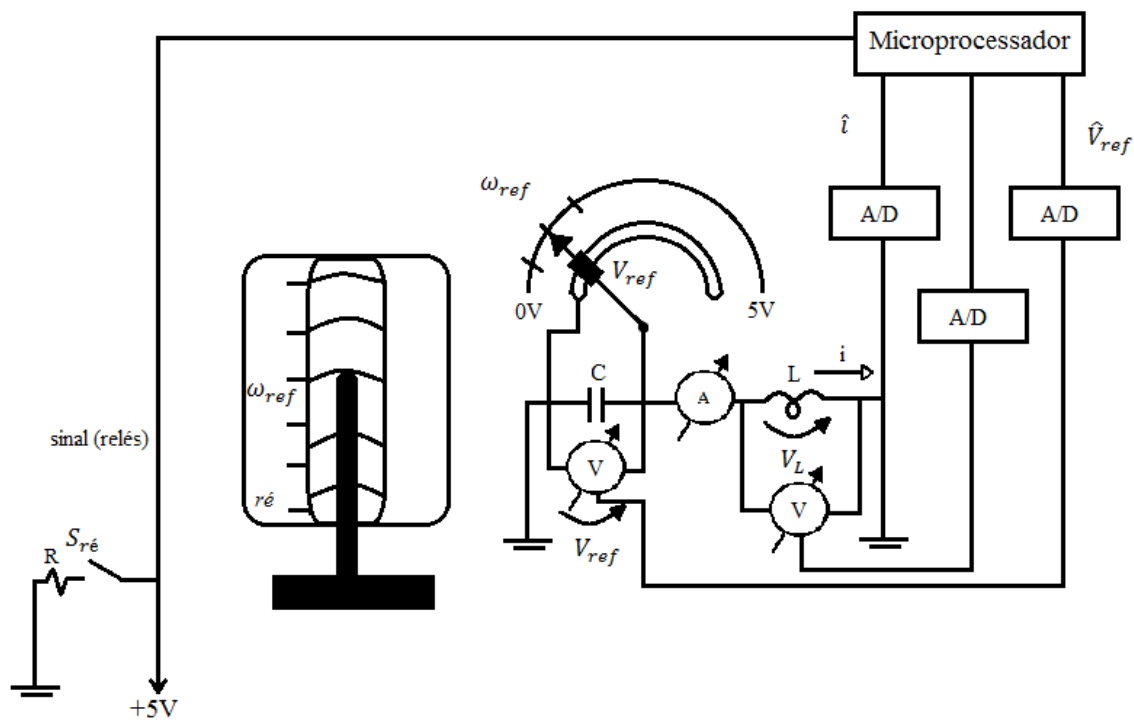 Microprocessador
î
V̂ref
ωref
A/D
A/D
Vref
0V
5V
A/D
C
L
i
A
ωref
sinal (relés)
V
VL
V
ré
Sré
Vref
R
+5V